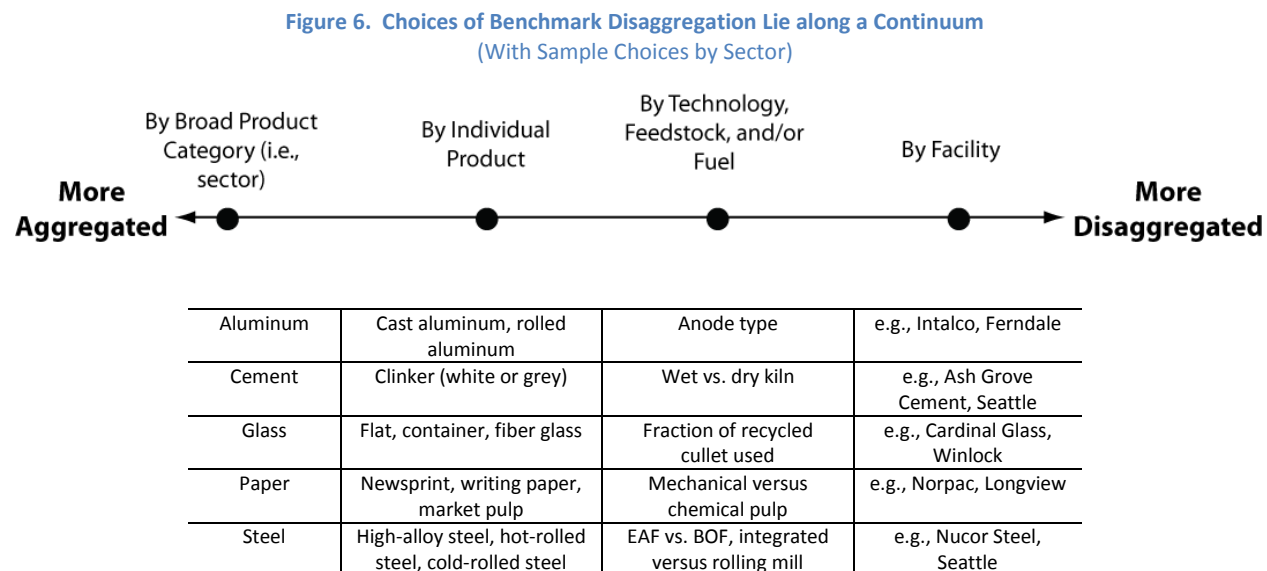 Figure 6.  Choices of Benchmark Disaggregation Lie along a Continuum
(With Sample Choices by Sector)
By Broad Product
Category (i.e.,
sector)
By Individual
Product
By Technology,
Feedstock, and/or
Fuel
By Facility
More
Aggregated
More
Disaggregated
Aluminum
Cast aluminum, rolled
aluminum
Anode type
e.g., Intalco, Ferndale
Cement
Clinker (white or grey)
Wet vs. dry kiln
e.g., Ash Grove
Cement, Seattle
Glass
Flat, container, fiber glass
Fraction of recycled
cullet used
e.g., Cardinal Glass,
Winlock
Paper
Newsprint, writing paper,
market pulp
Mechanical versus
chemical pulp
e.g., Norpac, Longview
Steel
High-alloy steel, hot-rolled
steel, cold-rolled steel
EAF vs. BOF, integrated
versus rolling mill
e.g., Nucor Steel,
Seattle